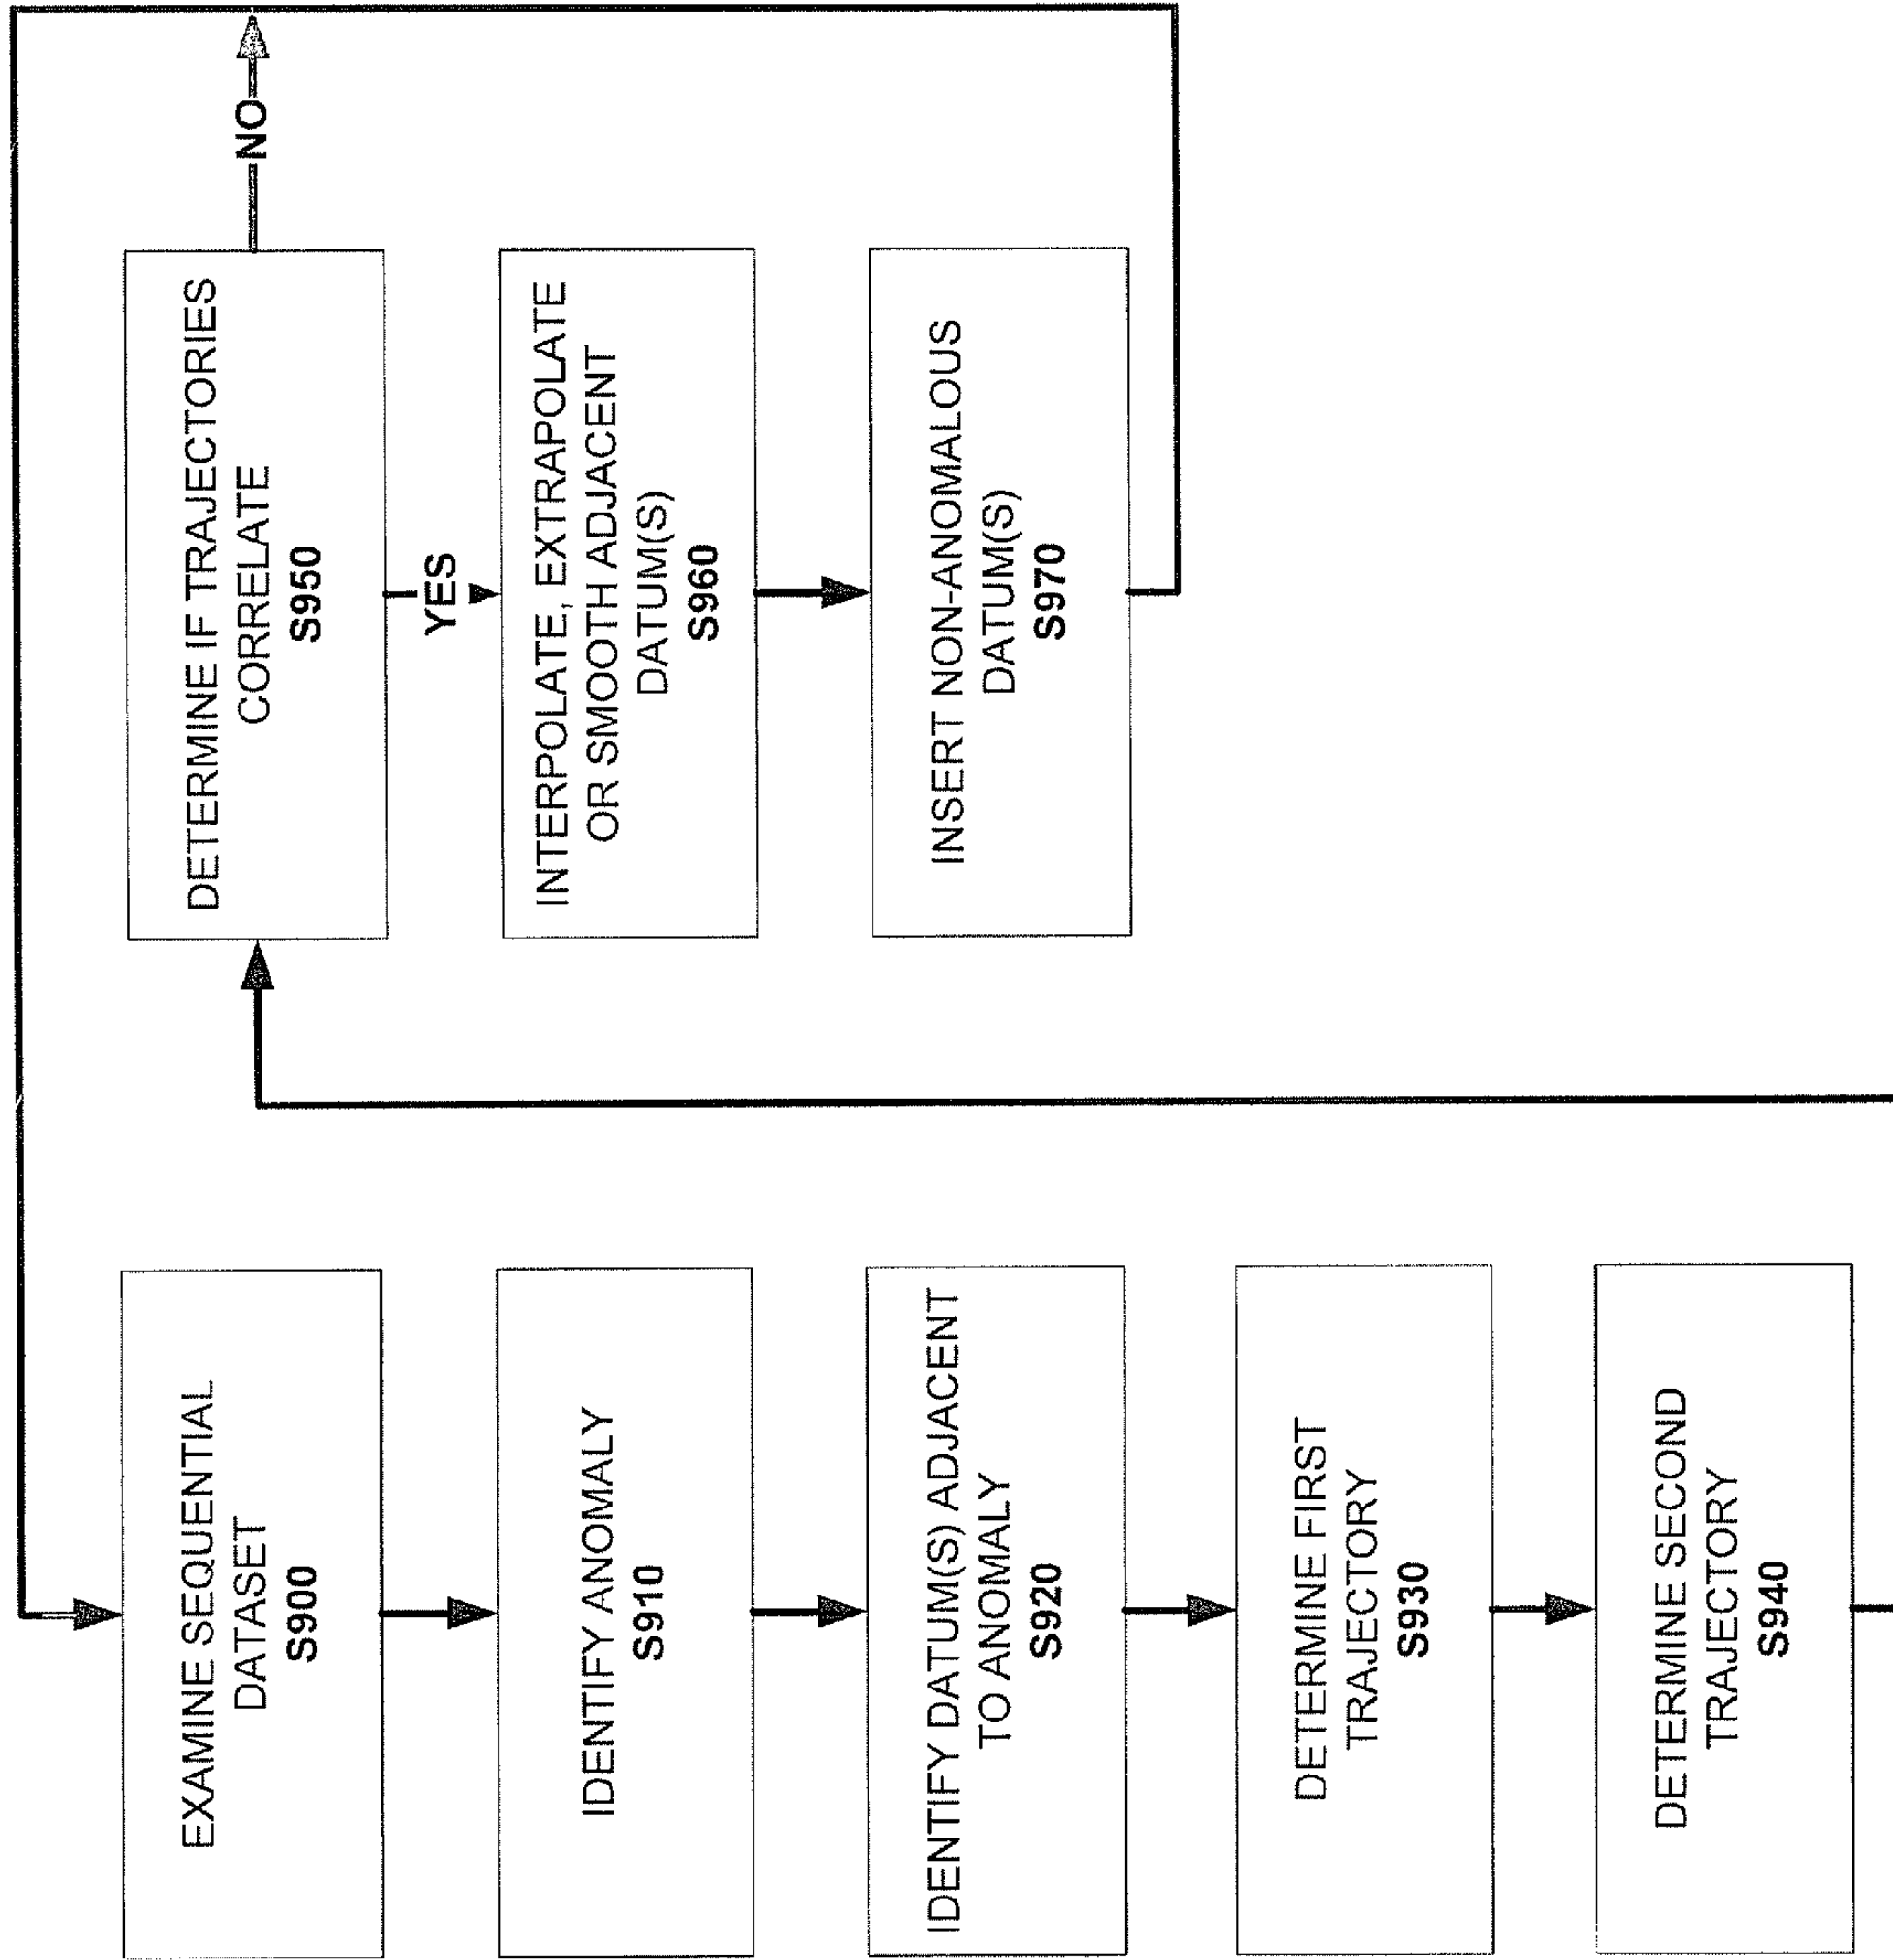 EXAMINE SEQUENTIAL
DATASET
S900
IDENTIFY ANOMALY
S910
IDENTIFY DATUM(S) ADJACENT
TO ANOMALY
S920
DETERMINE FIRST
TRAJECTORY
S930
DETERMINE SECOND
TRAJECTORY
S940
DETERMINE IF TRAJECTORIES
CORRELATE
S950
NO
YES
INTERPOLATE, EXTRAPOLATE
OR SMOOTH ADJACENT
DATUM(S)
S960
INSERT NON-ANOMALOUS
DATUM(S)
S970